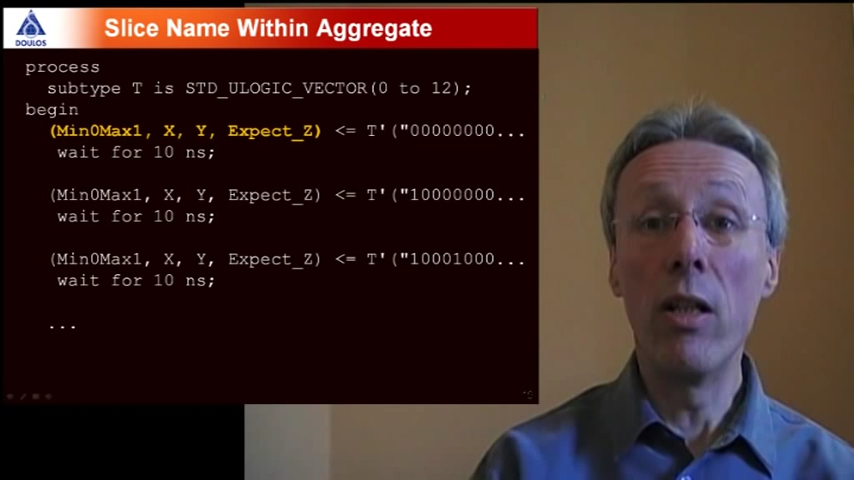 DOULOS
Slice Name Within Aggregate
process
subtype T is STD_ULOGIC_VECTOR(0 to 12);
begin
(Min0Max1, X, Y, Expect_Z) <= T'("00000000...
wait for 10 ns;
(Min0Max1, X, Y, Expect_Z) <= T'("10000000...
wait for 10 ns;
(Min0Max1, X, Y, Expect_Z) <= T'("10001000...
wait for 10 ns;
...